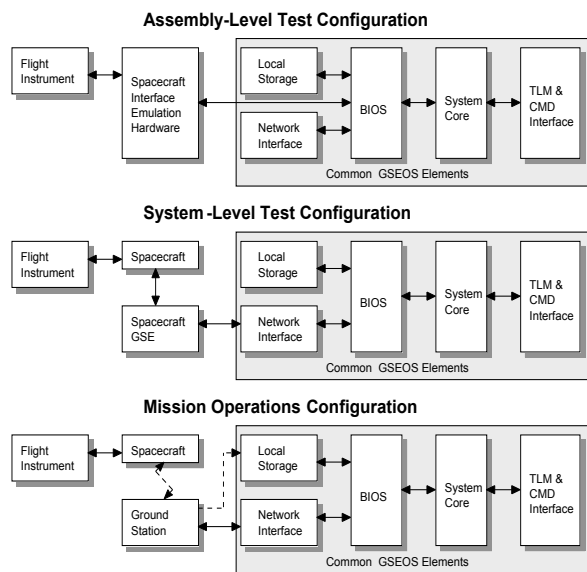 Assembly-Level Test Configuration
Flight
Instrument
Spacecraft
Interface
Emulation
Hardware
Local
Storage
Network
Interface
BIOS
System
Core
TLM &
CMD
Interface
Common GSEOS Elements
System -Level Test Configuration
Flight
Instrument
Spacecraft
Spacecraft
GSE
Local
Storage
Network
Interface
BIOS
System
Core
TLM &
CMD
Interface
Common GSEOS Elements
Mission Operations Configuration
Flight
Instrument
Spacecraft
Ground
Station
Local
Storage
Network
Interface
BIOS
System
Core
TLM &
CMD
Interface
Common GSEOS Elements